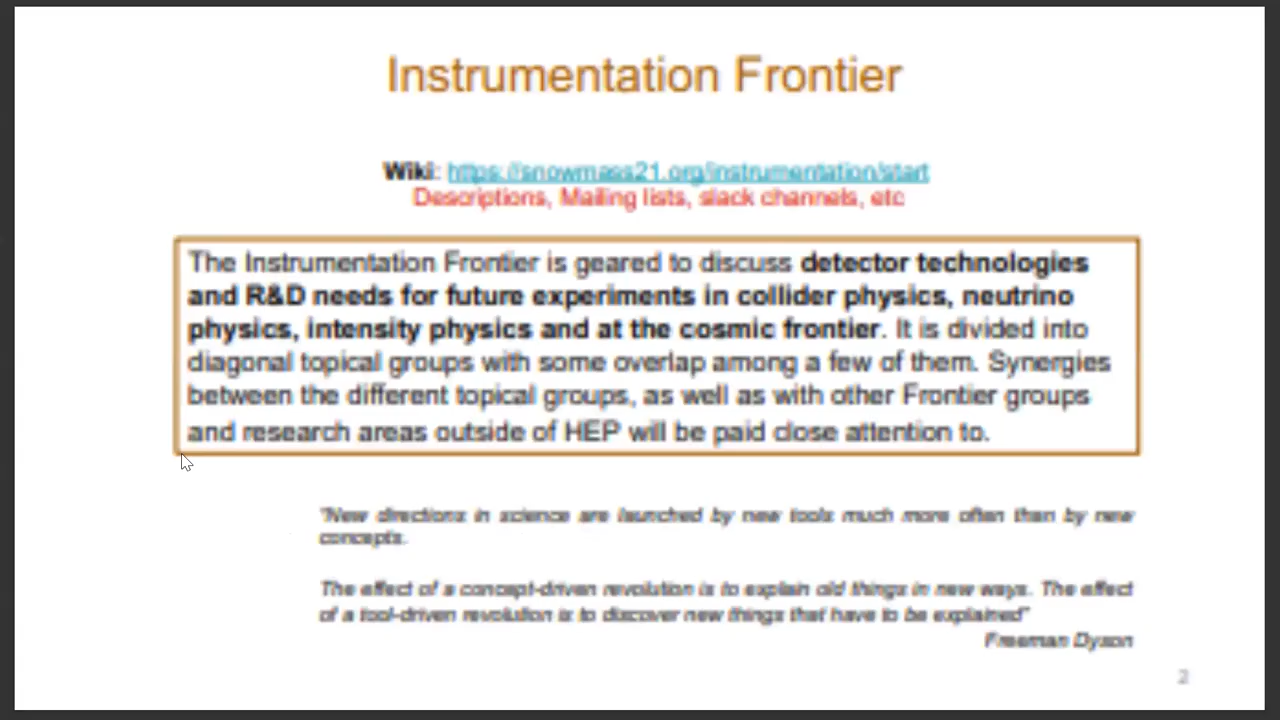 Instrumentation Frontier
Wiki: https://snowmass21.org/instrumentation/start
Descriptions, Mailing lists, slack channels, etc
The Instrumentation Frontier is geared to discuss detector technologies
and R&D needs for future experiments in collider physics, neutrino
physics, intensity physics and at the cosmic frontier. It is divided into
diagonal topical groups with some overlap among a few of them. Synergies
between the different topical groups, as well as with other Frontier groups
and research areas outside of HEP will be paid close attention to.
"New directions in science are launched by new tools much more often than by new
concepts.
The effect of a concept-driven revolution is to explain old things in new ways. The effect
of a tool-driven revolution is to discover new things that have to be explained"
Freeman Dyson
2